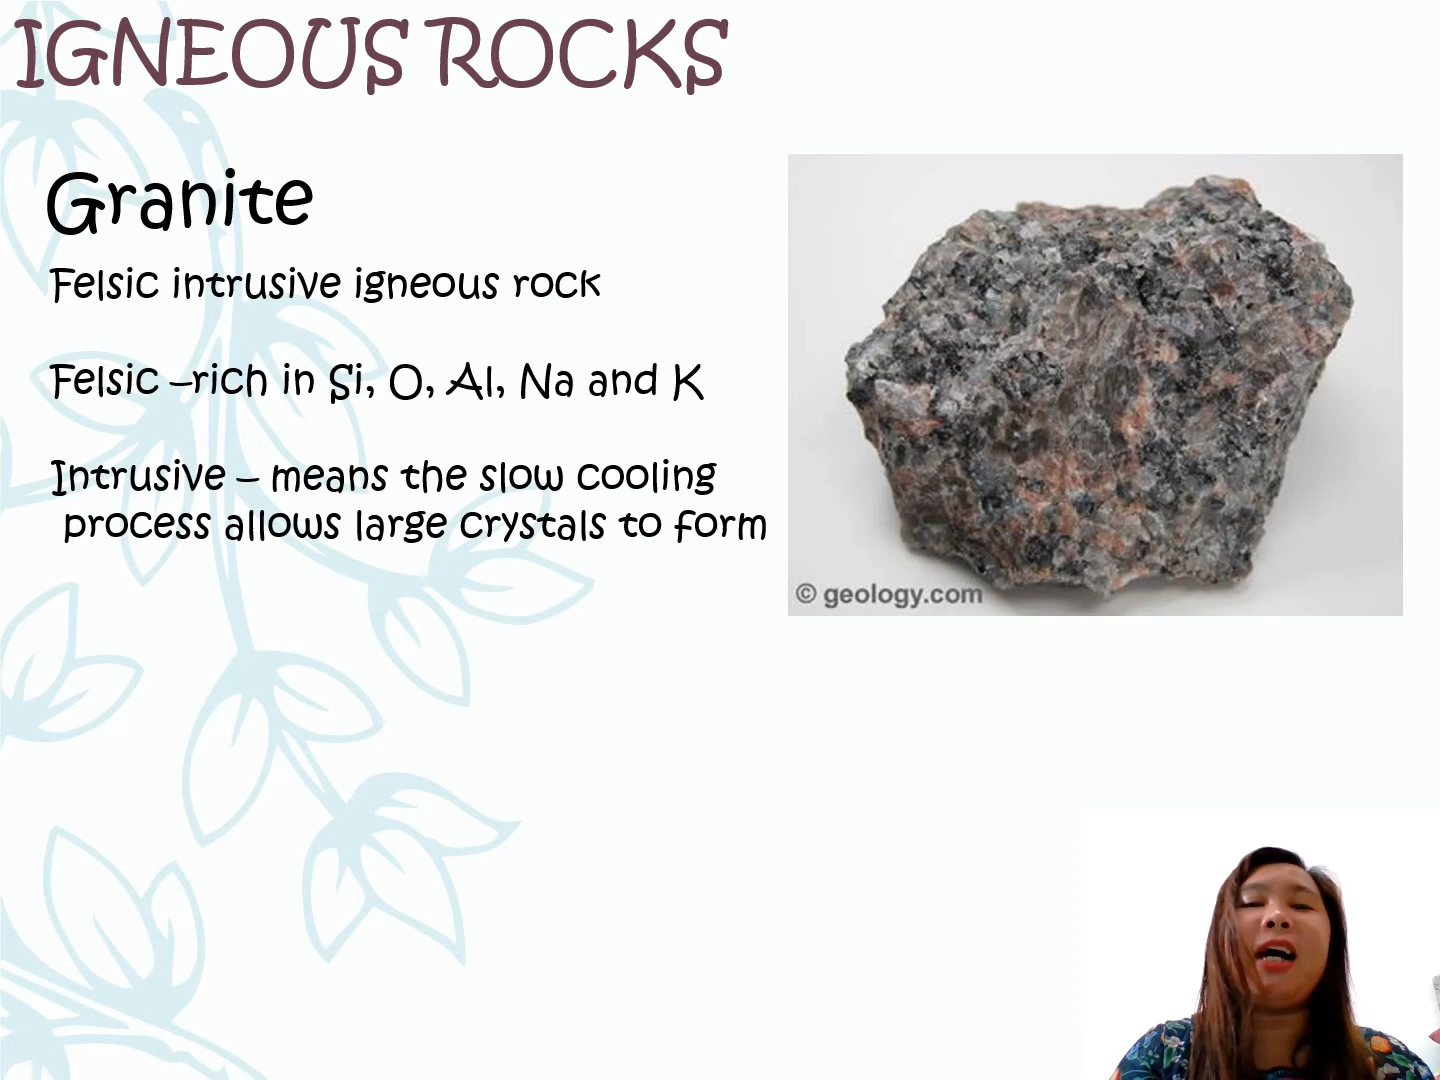 IGNEOUS ROCKS
Granite
Felsic intrusive igneous rock
Felsic –rich in Si, O, Al, Na and K
Intrusive – means the slow cooling
process allows large crystals to form
© geology.com